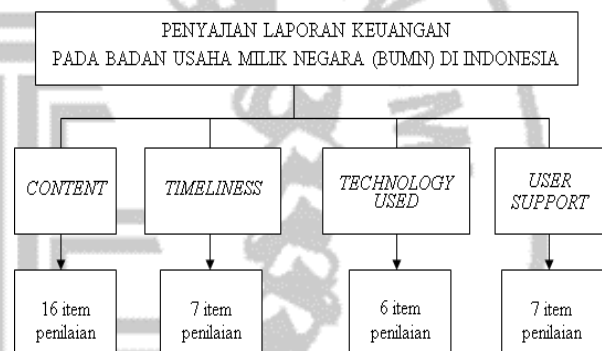 PENYAJIAN LAPORAN KEUANGAN
PADA BADAN USAHA MILIK NEGARA (BUMN) DI INDONESIA
CONTENT
TIMELINESS
TECHNOLOGY
USED
USER
SUPPORT
16 item
penilaian
7 item
penilaian
6 item
penilaian
7 item
penilaian